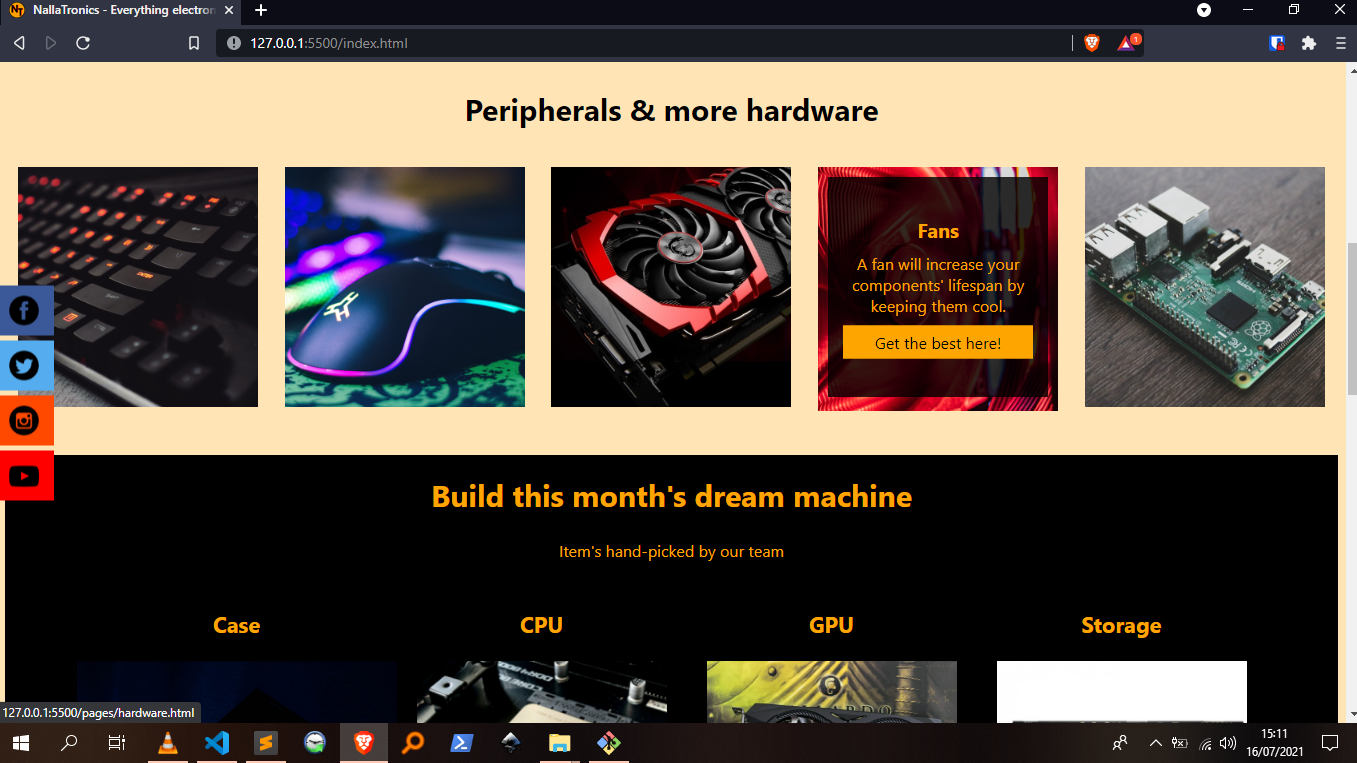 NallaTronics - Everything electron
127.0.0.1:5500/index.html
1
Peripherals & more hardware
Fans
A fan will increase your
components' lifespan by
keeping them cool.
Get the best here!
Build this month's dream machine
Item's hand-picked by our team
Case
CPU
GPU
Storage
127.0.0.1:5500/pages/hardware.html
15:11
16/07/2021